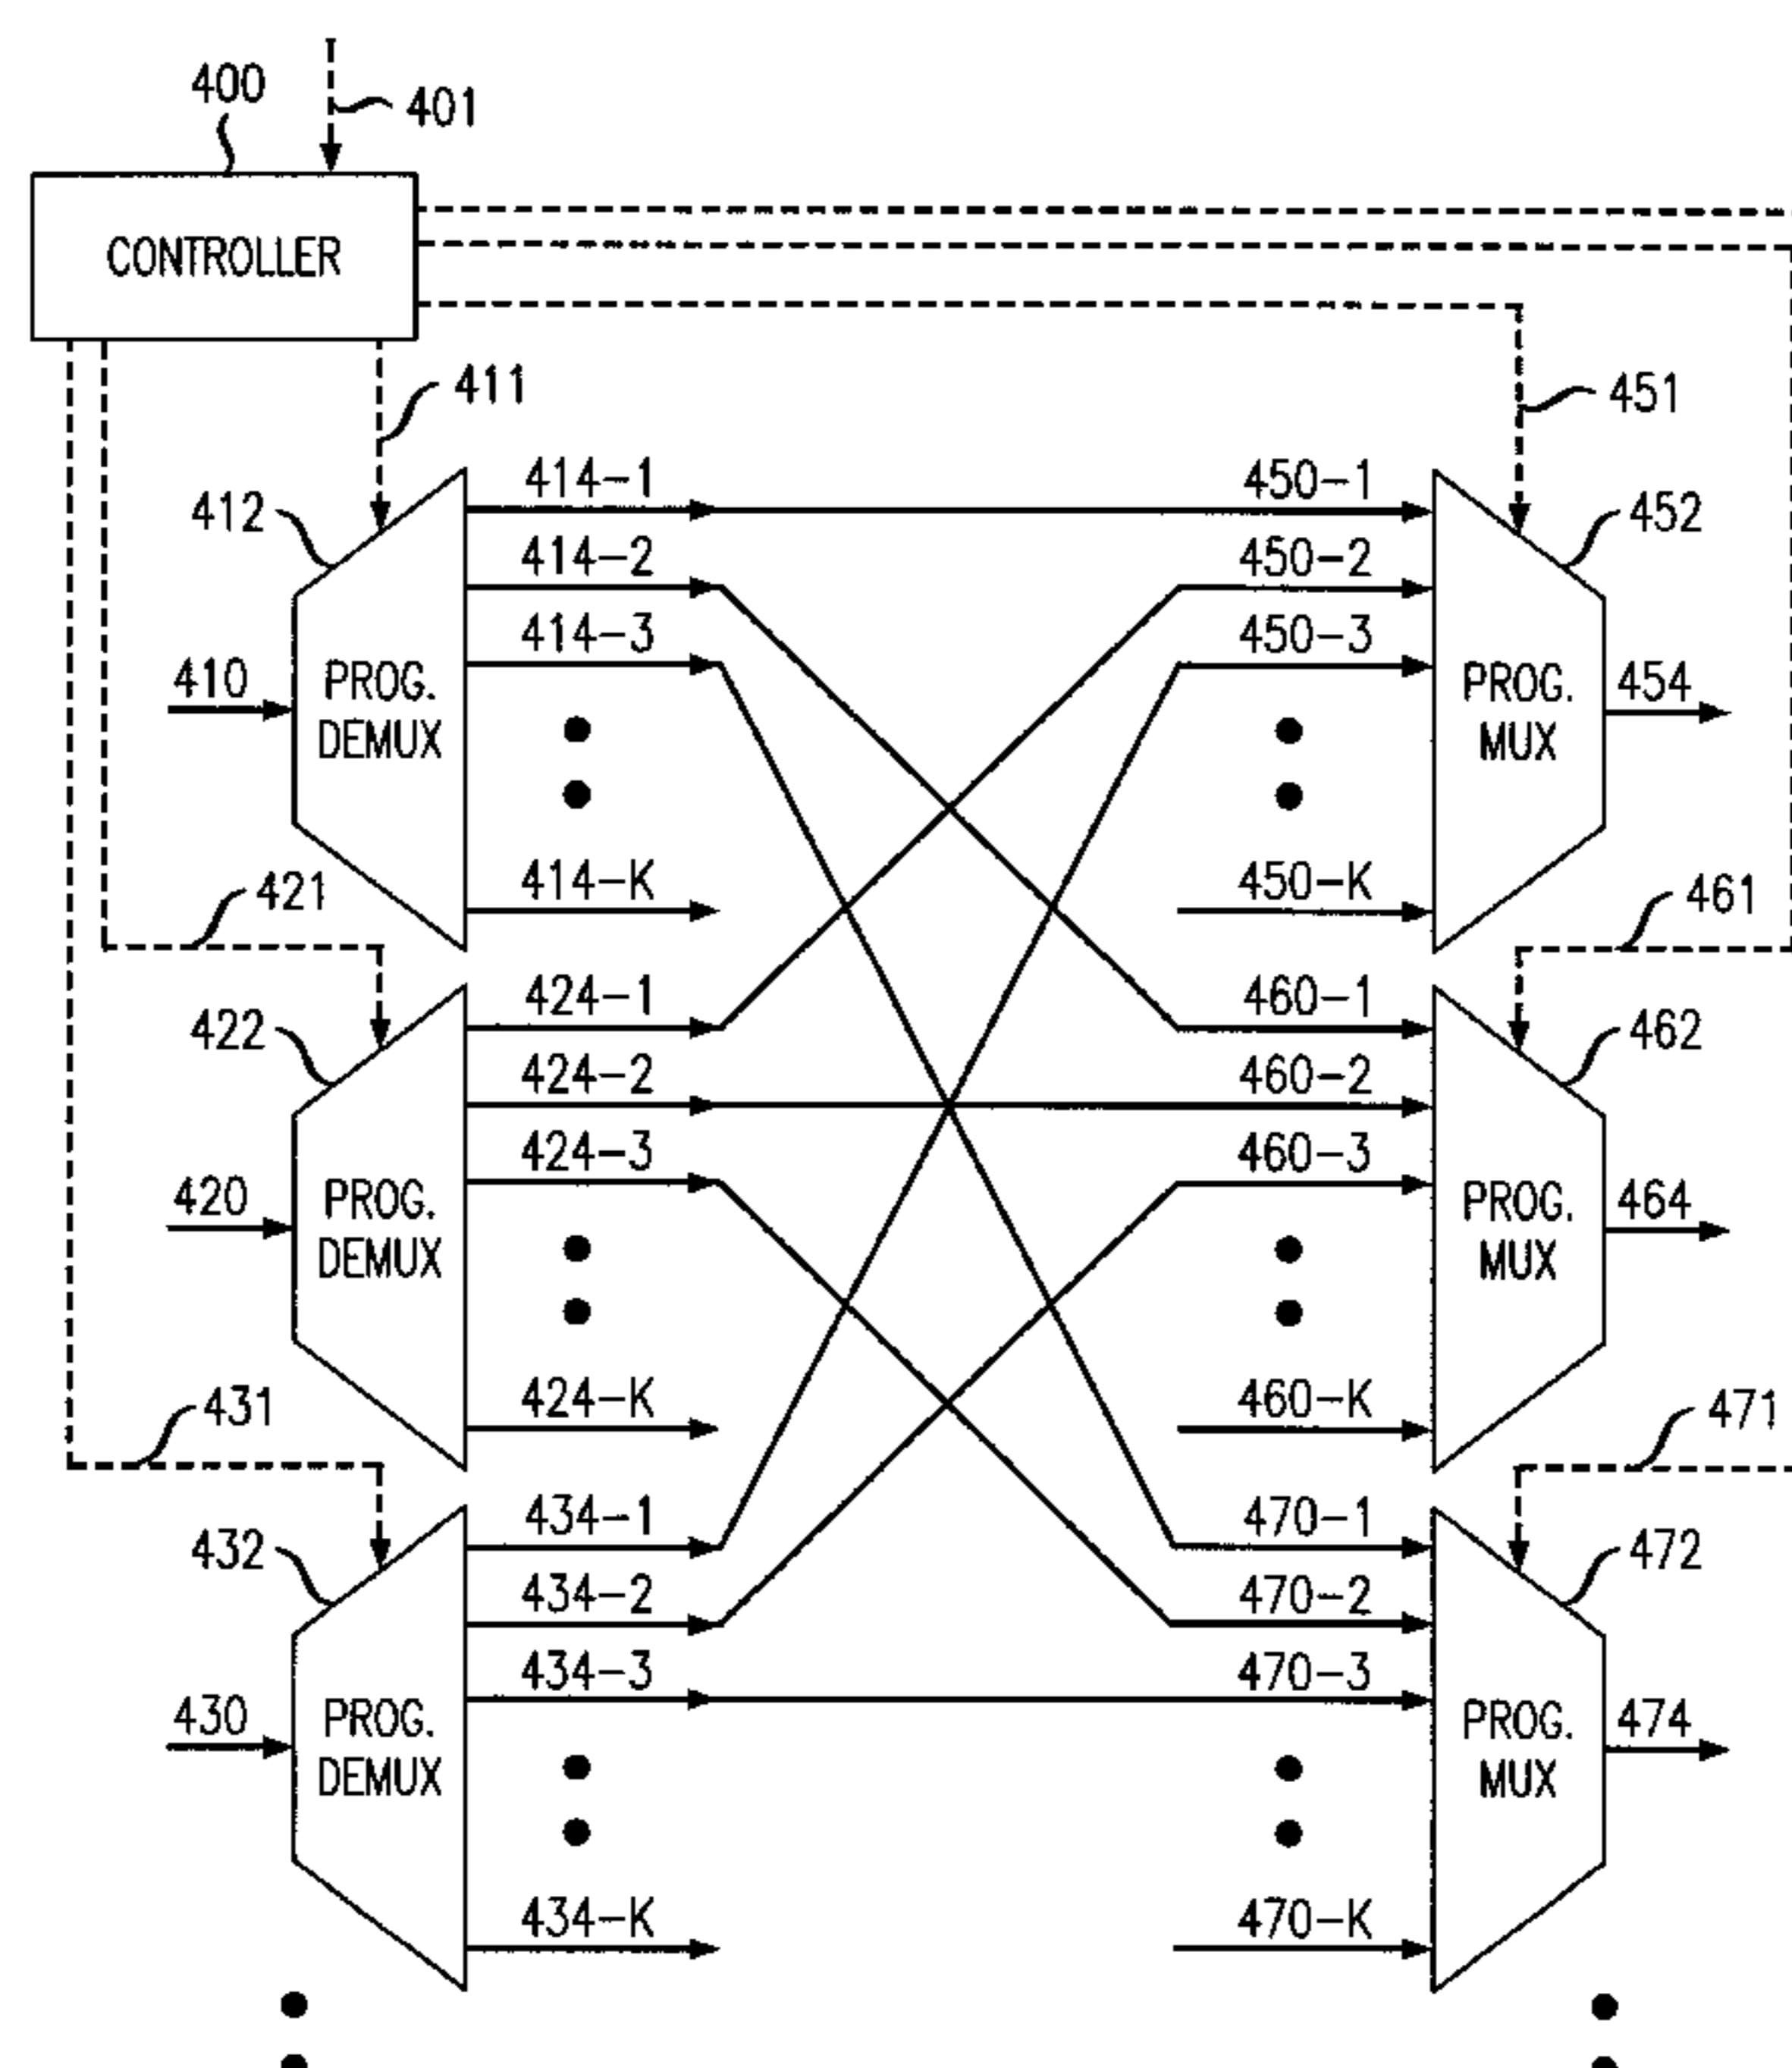 400
401
CONTROLLER
411
451
412
414-1
450-1
452
414-2
450-2
414-3
450-3
410
PROG.
DEMUX
PROG.
MUX
454
414-K
450-K
421
461
422
424-1
460-1
462
424-2
460-2
424-3
460-3
420
PROG.
DEMUX
PROG.
MUX
464
424-K
460-K
431
471
432
434-1
470-1
472
434-2
470-2
434-3
470-3
430
PROG.
DEMUX
PROG.
MUX
474
434-K
470-K